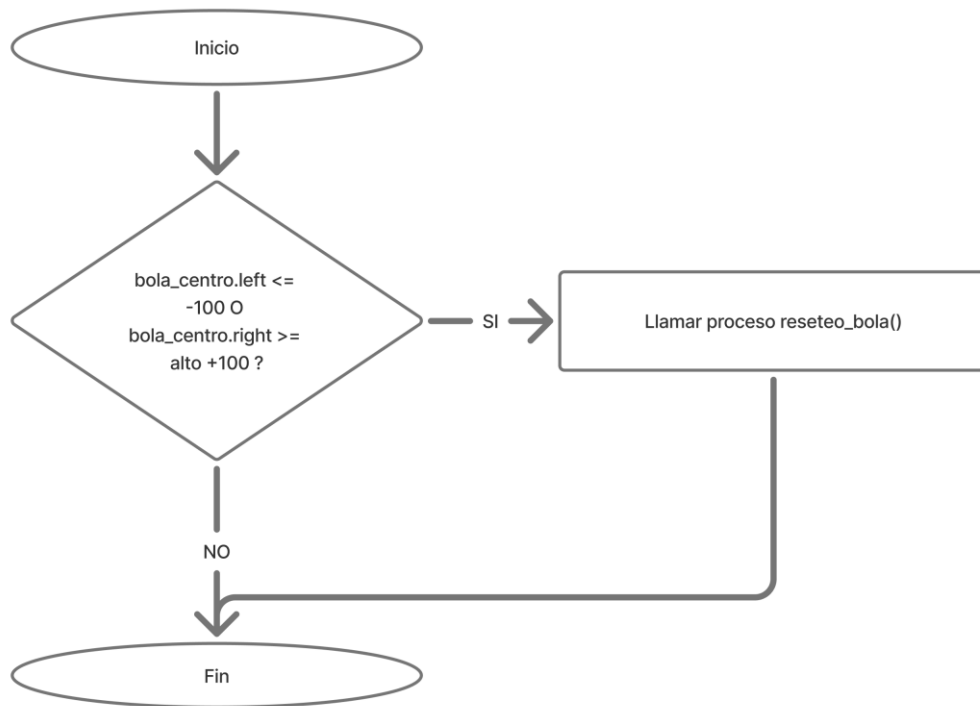 Inicio
bola_centro.left <=
-100 O
bola_centro.right >=
alto +100 ?
SI
Llamar proceso reseteo_bola()
NO
Fin